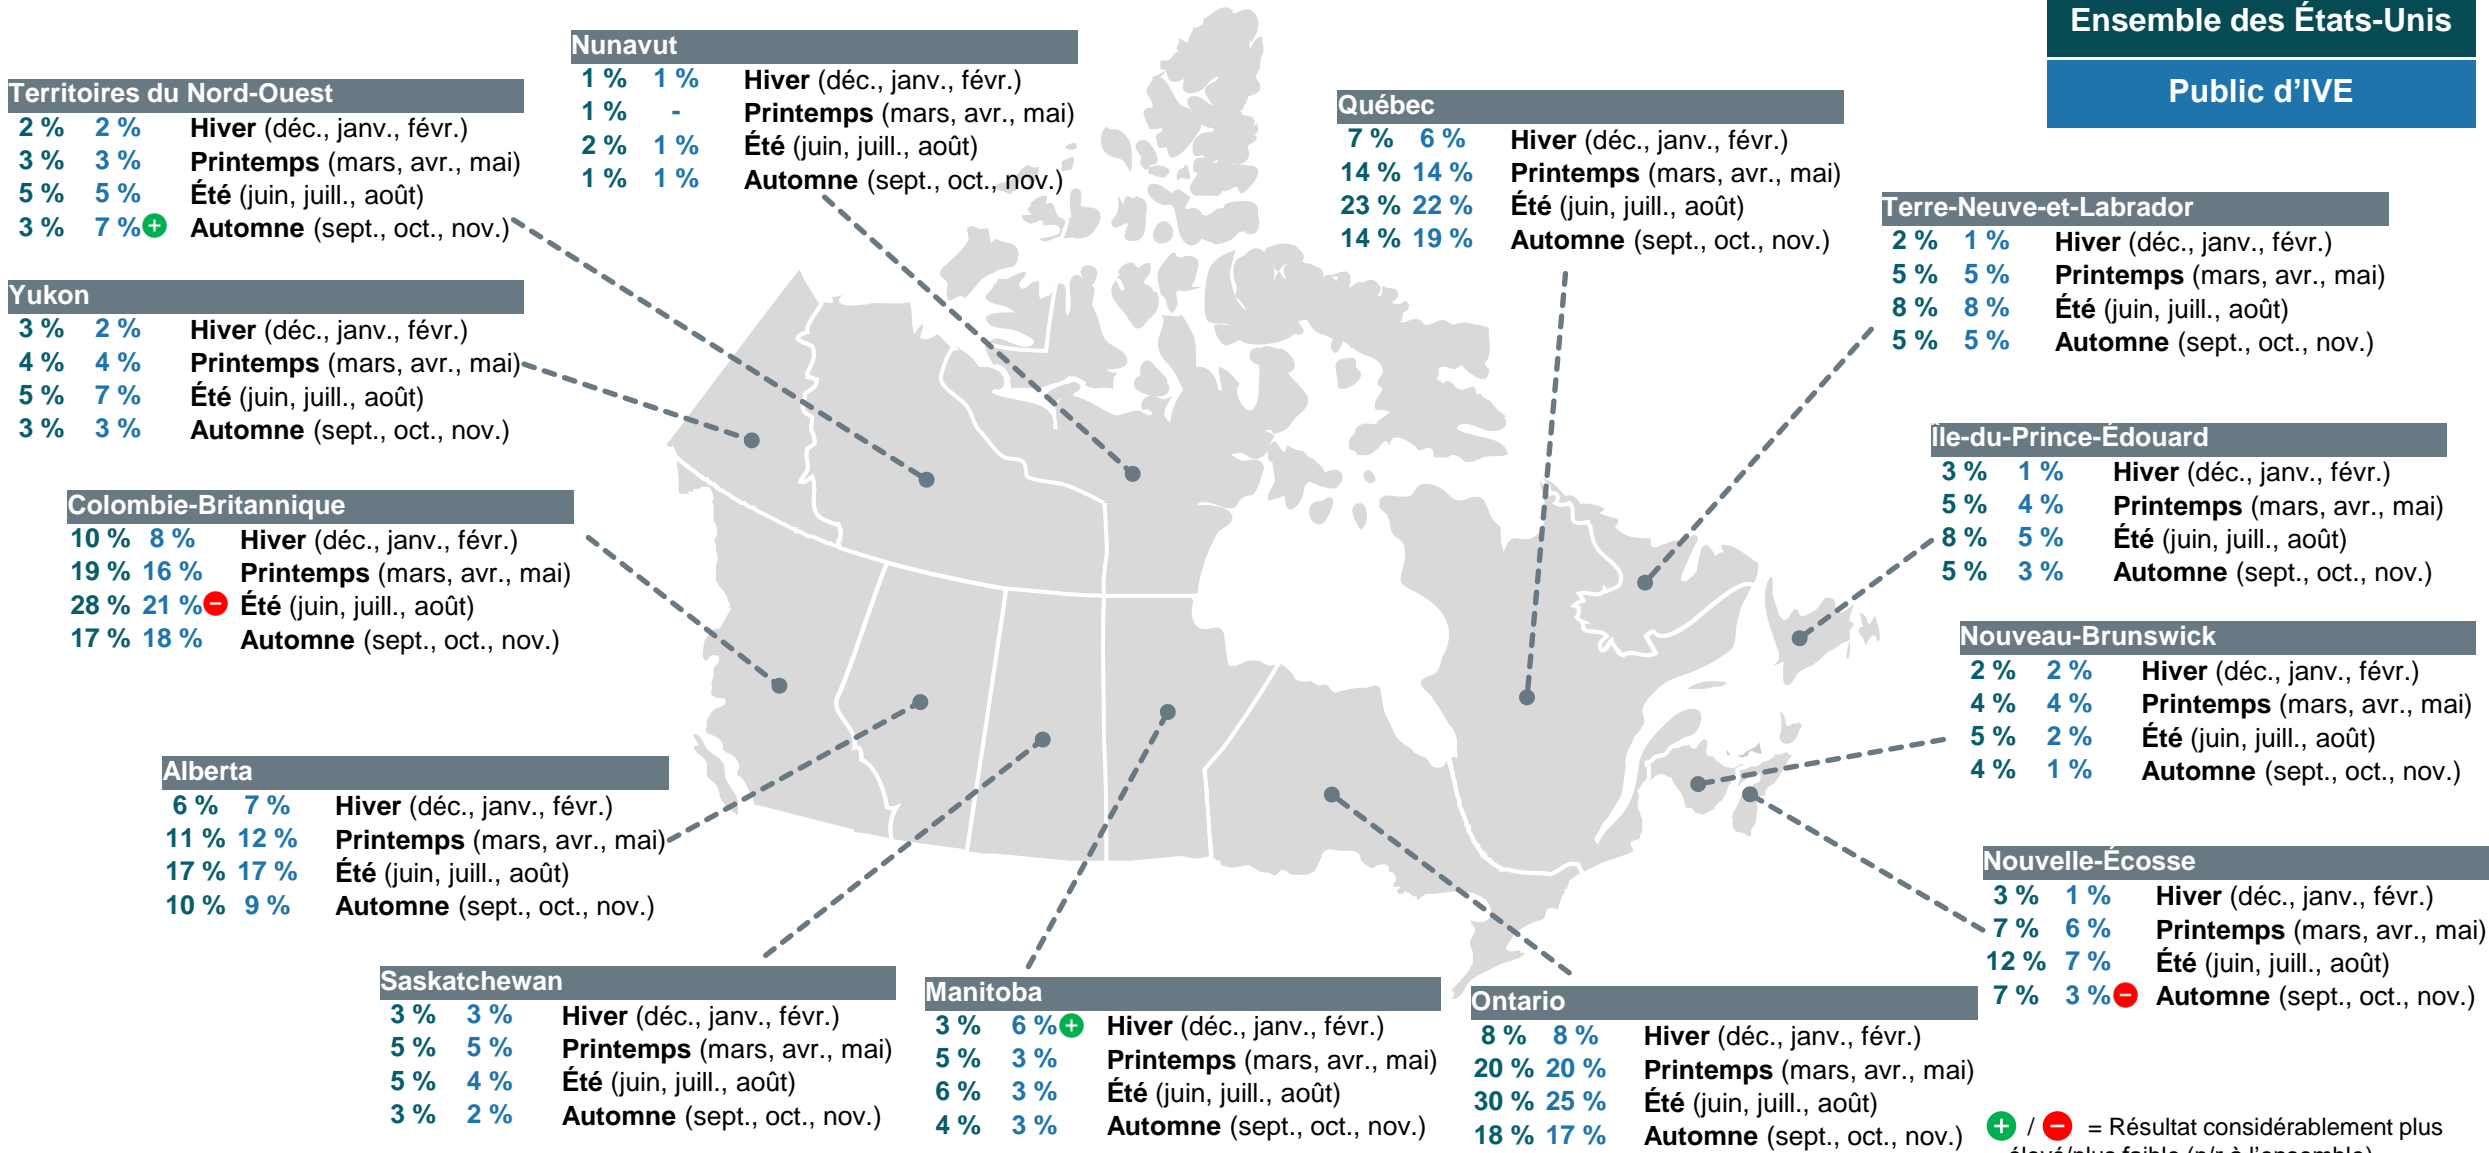 Ensemble des États-Unis
Public d'IVE
Nunavut
1 % 1 % Hiver (déc., janv., févr.)
1 % - Printemps (mars, avr., mai)
2 % 1 % Été (juin, juill., août)
1 % 1 % Automne (sept., oct., nov.)
Territoires du Nord-Ouest
2 % 2 % Hiver (déc., janv., févr.)
3 % 3 % Printemps (mars, avr., mai)
5 % 5 % Été (juin, juill., août)
3 % 7 %+ Automne (sept., oct., nov.)
Québec
7 % 6 % Hiver (déc., janv., févr.)
14 % 14 % Printemps (mars, avr., mai)
23 % 22 % Été (juin, juill., août)
14 % 19 % Automne (sept., oct., nov.)
Terre-Neuve-et-Labrador
2 % 1 % Hiver (déc., janv., févr.)
5 % 5 % Printemps (mars, avr., mai)
8 % 8 % Été (juin, juill., août)
5 % 5 % Automne (sept., oct., nov.)
Yukon
3 % 2 % Hiver (déc., janv., févr.)
4 % 4 % Printemps (mars, avr., mai)
5 % 7 % Été (juin, juill., août)
3 % 3 % Automne (sept., oct., nov.)
Île-du-Prince-Édouard
3 % 1 % Hiver (déc., janv., févr.)
5 % 4 % Printemps (mars, avr., mai)
8 % 5 % Été (juin, juill., août)
5 % 3 % Automne (sept., oct., nov.)
Colombie-Britannique
10 % 8 % Hiver (déc., janv., févr.)
19 % 16 % Printemps (mars, avr., mai)
28 % 21 %− Été (juin, juill., août)
17 % 18 % Automne (sept., oct., nov.)
Nouveau-Brunswick
2 % 2 % Hiver (déc., janv., févr.)
4 % 4 % Printemps (mars, avr., mai)
5 % 2 % Été (juin, juill., août)
4 % 1 % Automne (sept., oct., nov.)
Alberta
6 % 7 % Hiver (déc., janv., févr.)
11 % 12 % Printemps (mars, avr., mai)
17 % 17 % Été (juin, juill., août)
10 % 9 % Automne (sept., oct., nov.)
Nouvelle-Écosse
3 % 1 % Hiver (déc., janv., févr.)
7 % 6 % Printemps (mars, avr., mai)
12 % 7 % Été (juin, juill., août)
7 % 3 %− Automne (sept., oct., nov.)
Saskatchewan
3 % 3 % Hiver (déc., janv., févr.)
5 % 5 % Printemps (mars, avr., mai)
5 % 4 % Été (juin, juill., août)
3 % 2 % Automne (sept., oct., nov.)
Manitoba
3 % 6 %+ Hiver (déc., janv., févr.)
5 % 3 % Printemps (mars, avr., mai)
6 % 3 % Été (juin, juill., août)
4 % 3 % Automne (sept., oct., nov.)
Ontario
8 % 8 % Hiver (déc., janv., févr.)
20 % 20 % Printemps (mars, avr., mai)
30 % 25 % Été (juin, juill., août)
18 % 17 % Automne (sept., oct., nov.)
+ / − = Résultat considérablement plus
élevé/plus faible (p/r à l'ensemble)